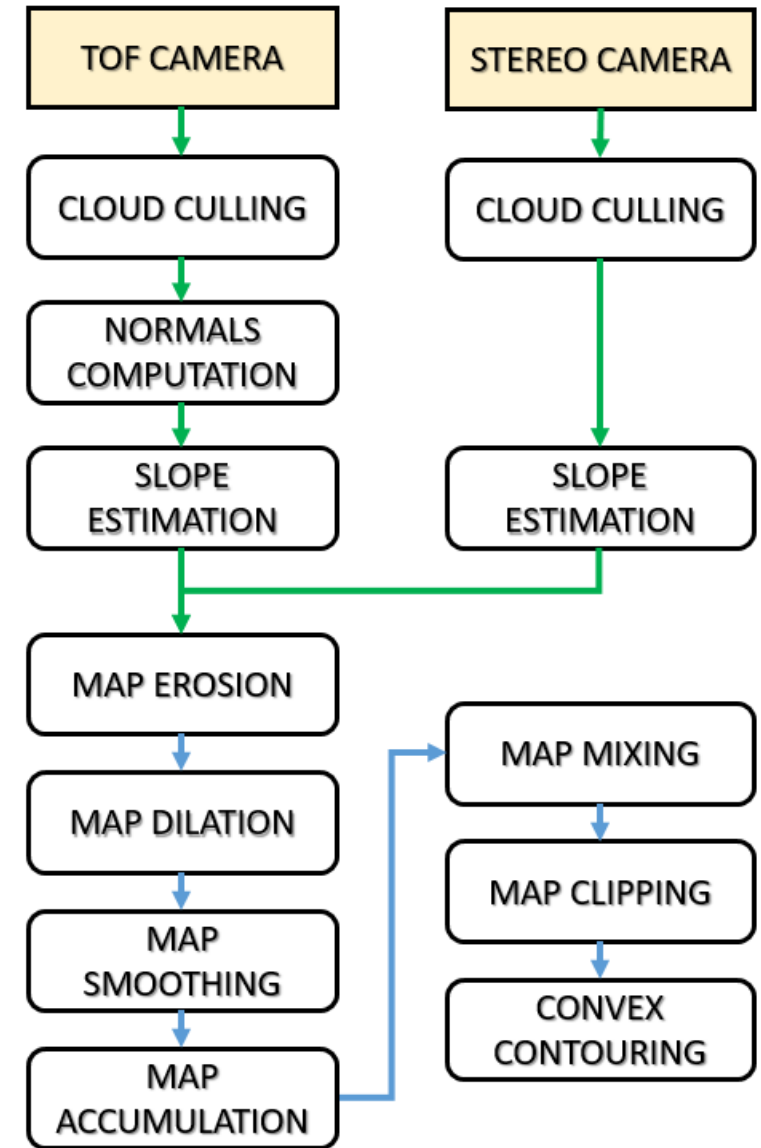 TOF CAMERA
STEREO CAMERA
CLOUD CULLING
CLOUD CULLING
NORMALS
COMPUTATION
SLOPE
ESTIMATION
SLOPE
ESTIMATION
MAP EROSION
MAP DILATION
MAP
SMOOTHING
MAP
ACCUMULATION
MAP MIXING
MAP CLIPPING
CONVEX
CONTOURING